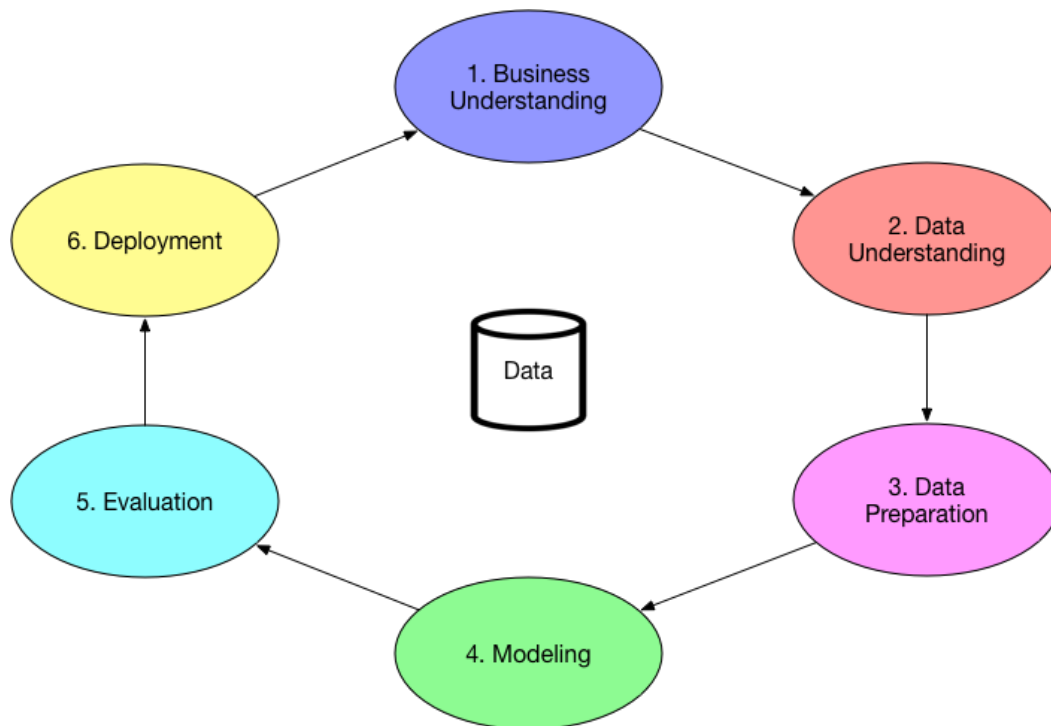 1. Business
Understanding
2. Data
Understanding
3. Data
Preparation
4. Modeling
5. Evaluation
6. Deployment
Data